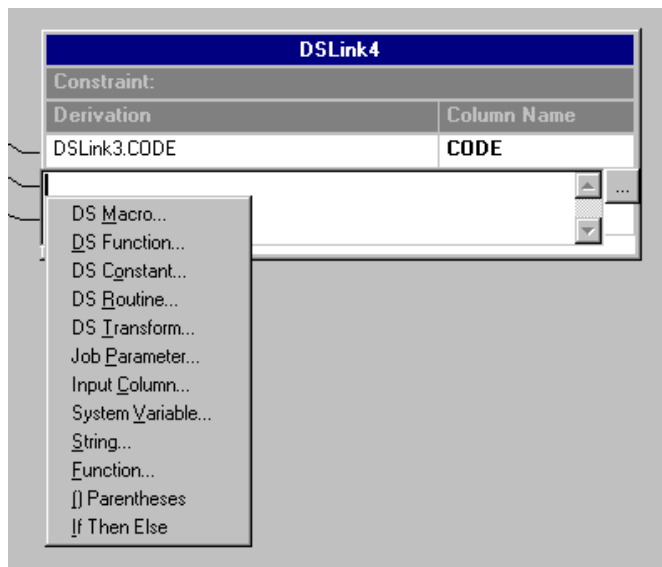 DSLink4
Constraint:
Derivation Column Name
DSLink3.CODE CODE
...
DS Macro...
DS Function...
DS Constant...
DS Routine...
DS Transform...
Job Parameter...
Input Column...
System Variable...
String...
Function...
() Parentheses
If Then Else